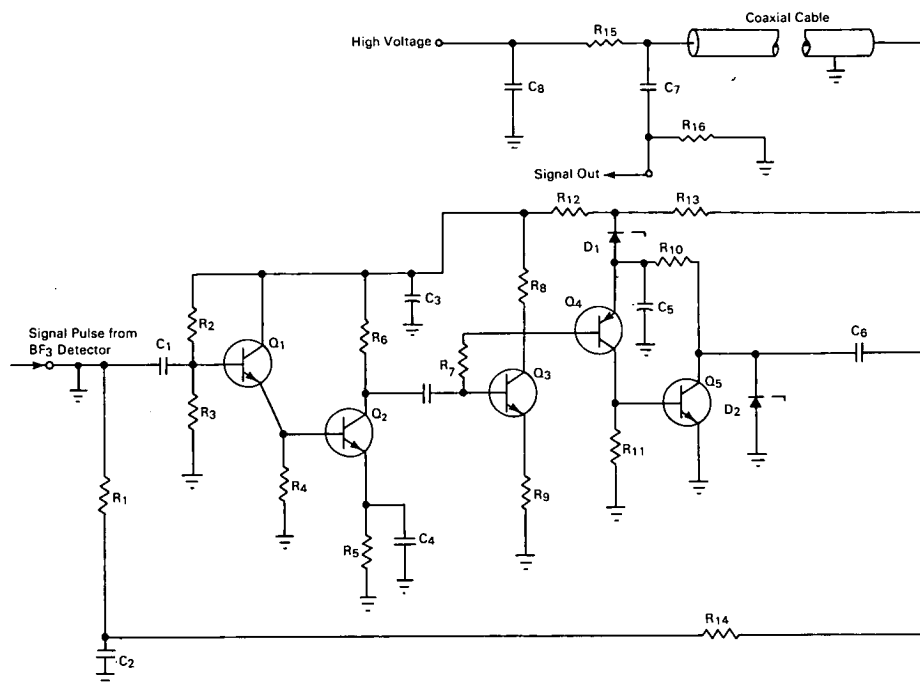 Coaxial Cable
High Voltage
R15
C8
C7
R16
Signal Out
R12
R13
D1
R10
R8
C3
C5
R2
Q4
Signal Pulse from
BF3 Detector
C1
Q1
R6
C6
R7
Q3
Q5
R3
Q2
D2
R11
R4
R1
R9
R5
C4
R14
C2